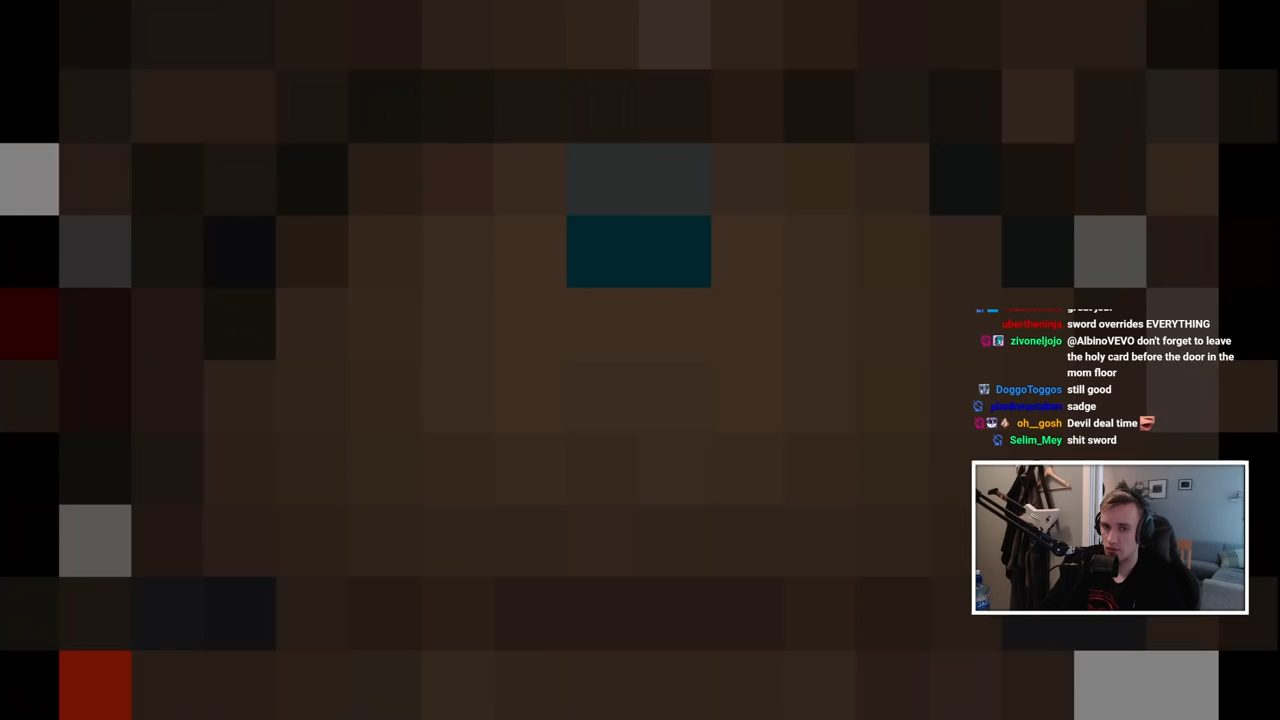 ubertheninja sword overrides EVERYTHING
zivoneljojo @AlbinoVEVO don't forget to leave
the holy card before the door in the
mom floor
DoggoToggos still good
sadge
oh__gosh Devil deal time
Selim_Mey shit sword